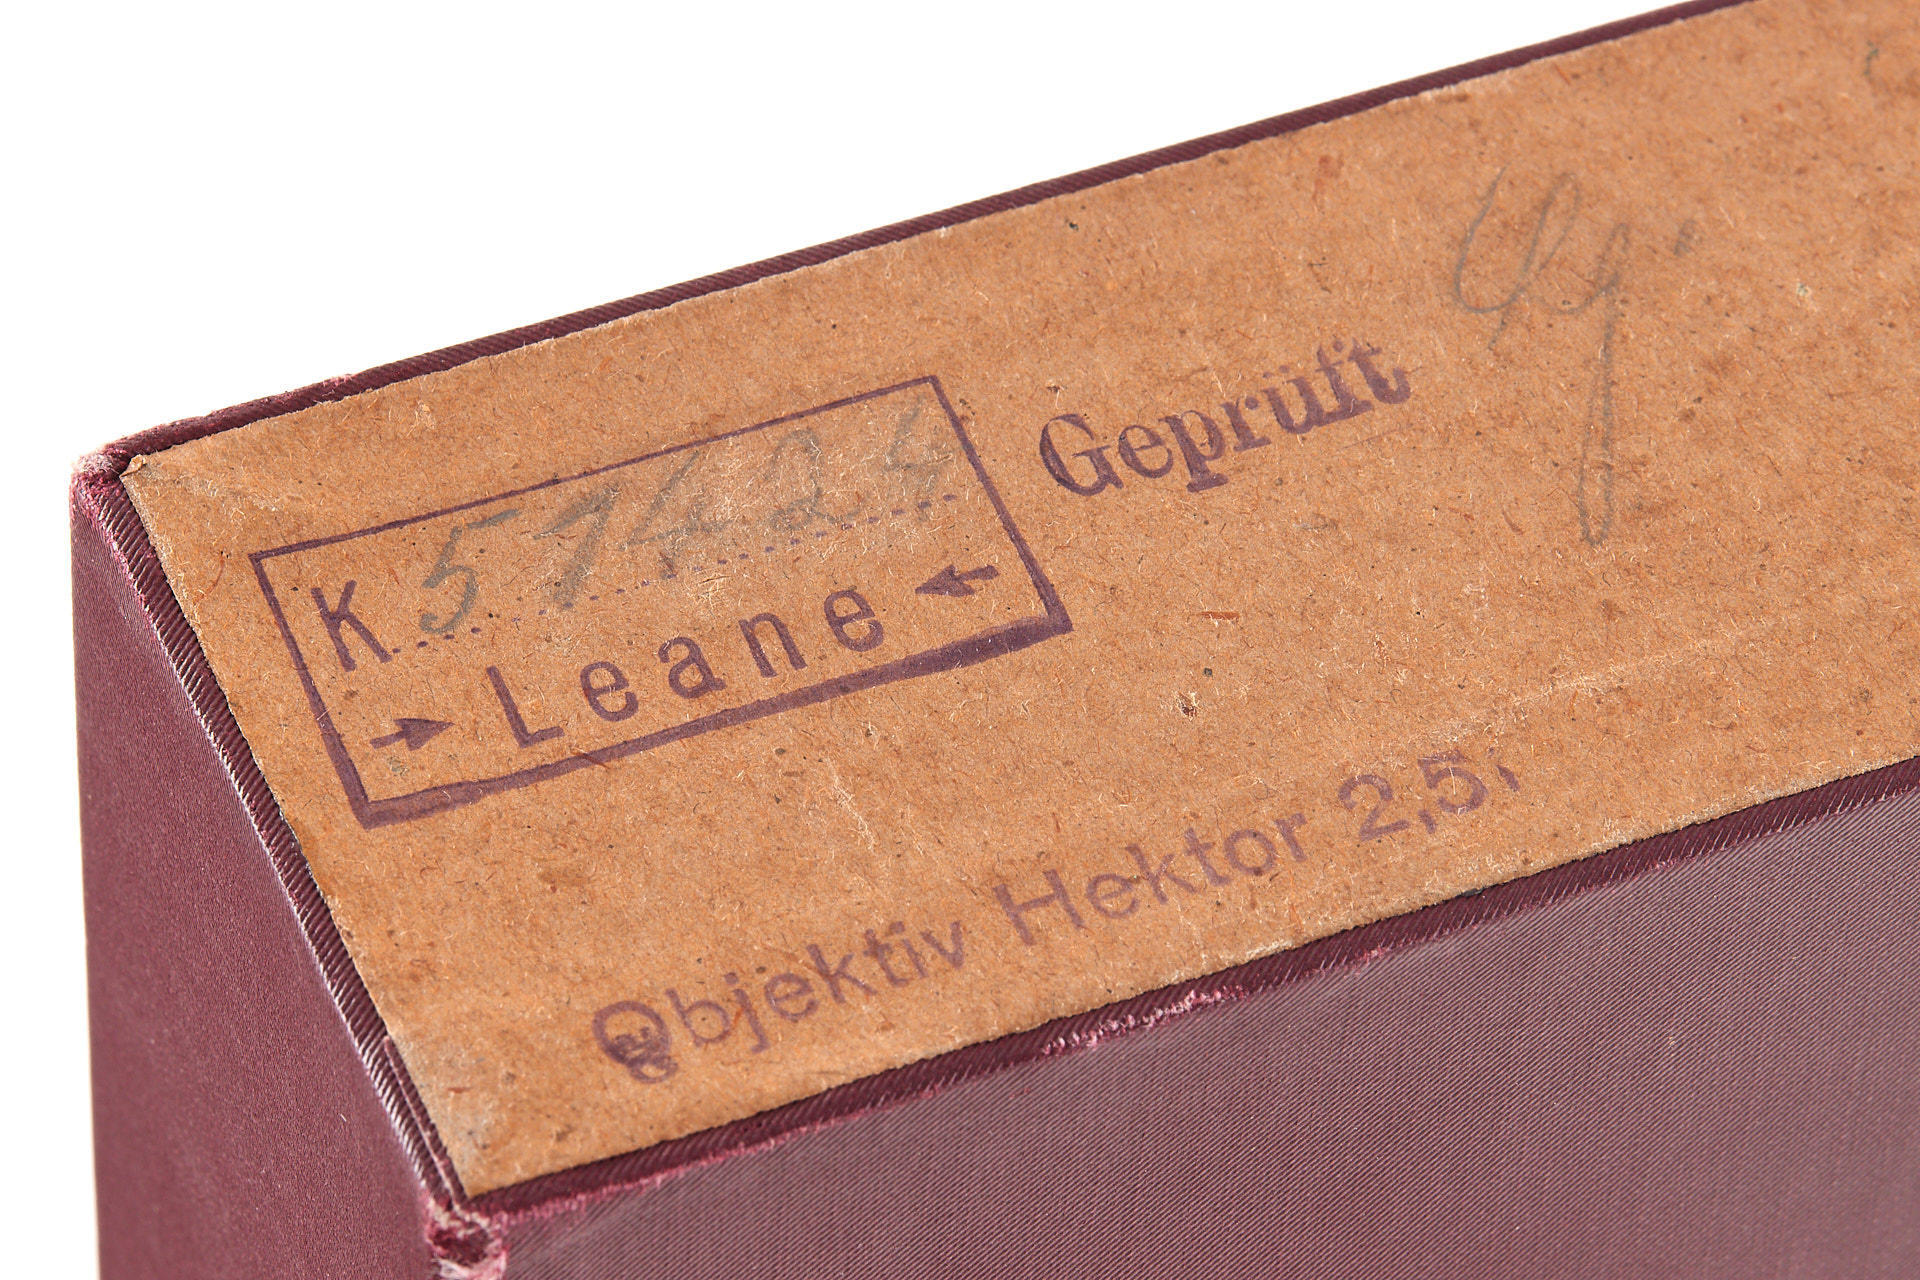 K 57424
→ Leane ←
Geprüft
Objektiv Hektor 2,5.